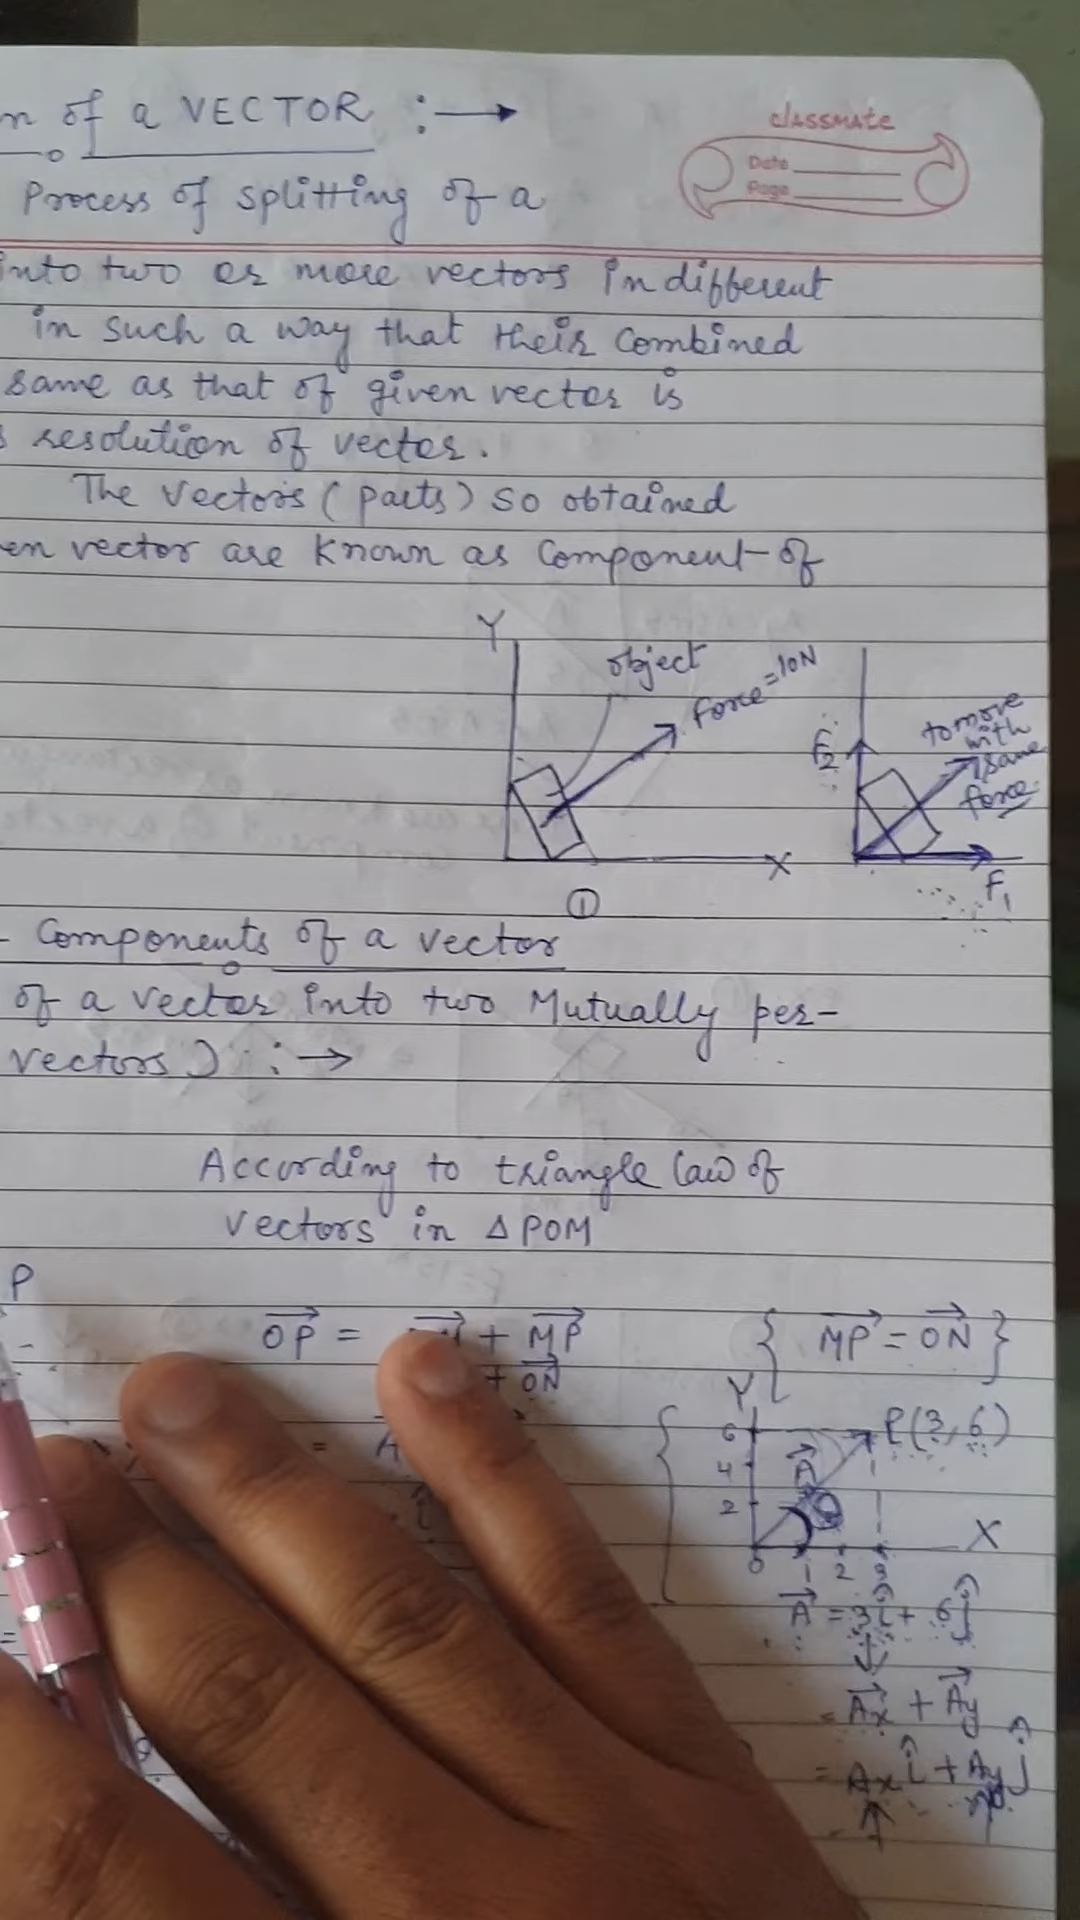 n of a VECTOR :→
classmate
Date
Page
Process of splitting of a
into two or more vectors in different
in such a way that their combined
same as that of given vector is
s resolution of vector.
The vectors (parts) so obtained
en vector are known as component of
Y
object
force = 10N
X
①
F₂
to move
with
same
force
F₁
Components of a vector
of a vector into two Mutually per-
vectors) :→
According to triangle law of
vectors in ΔPOM
P
→OP = + →MP { →MP = →ON }
+ →ON
= A
Y
6
4
2
0
1 2 3
X
P(3,6)
→A
→A = 3î + 6ĵ
= →Ax + →Ay
= Ax î + Ay ĵ